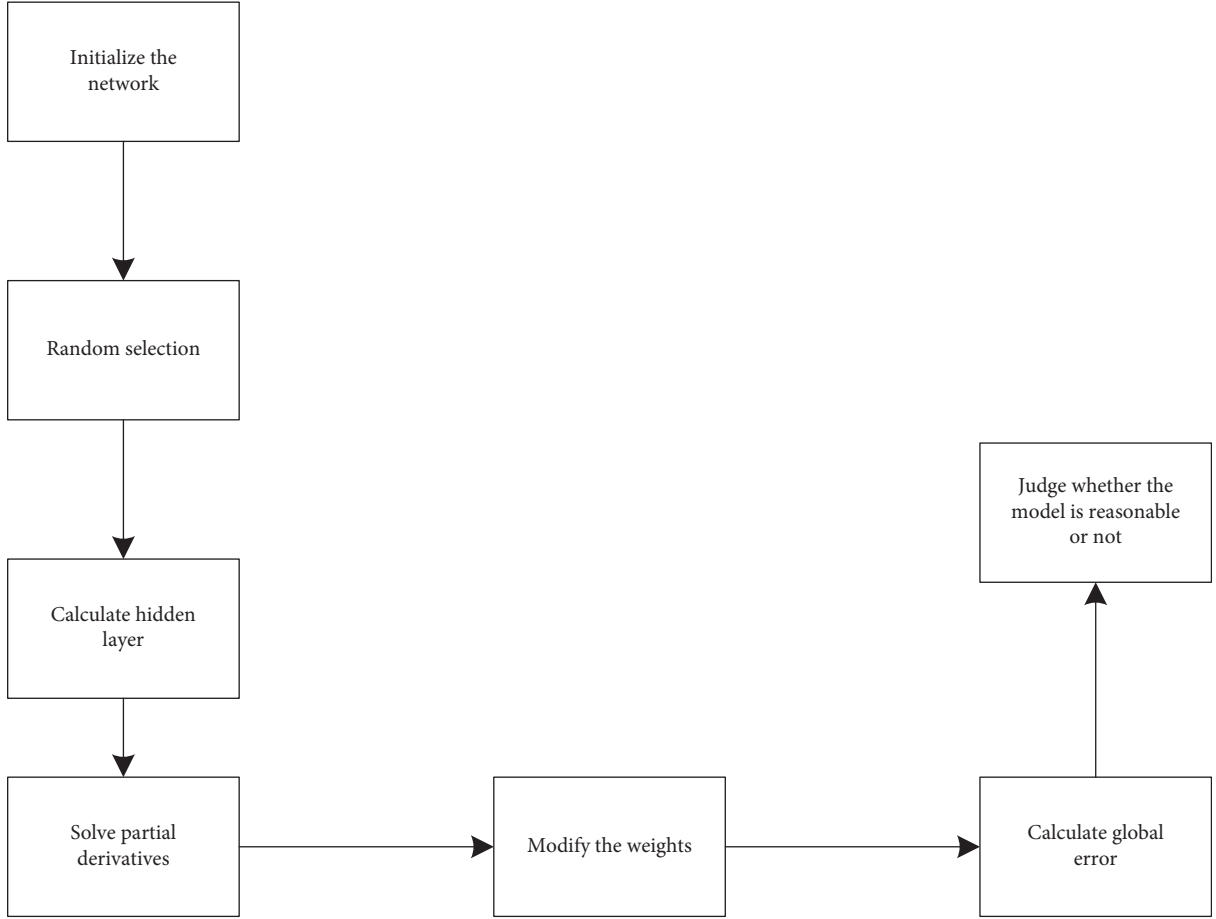 Initialize the
network
Random selection
Calculate hidden
layer
Solve partial
derivatives
Modify the weights
Calculate global
error
Judge whether the
model is reasonable
or not